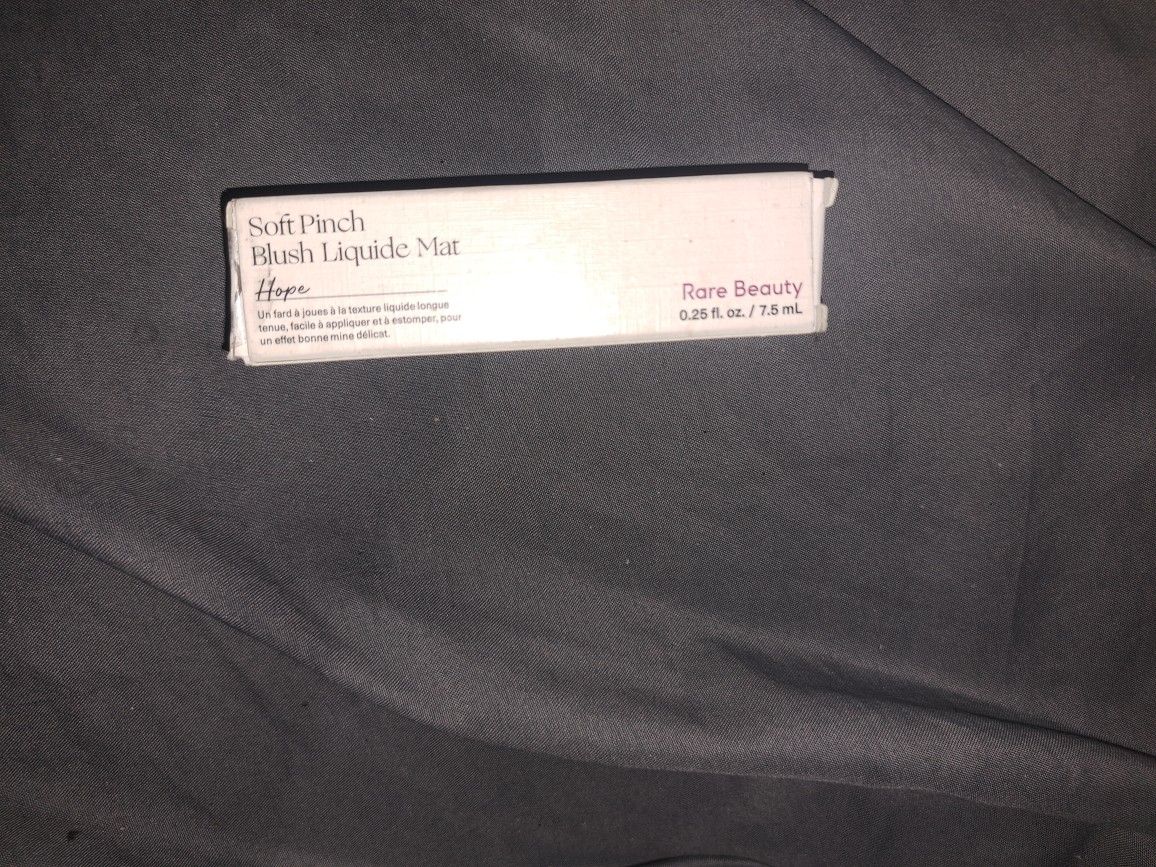 Soft Pinch
Blush Liquide Mat
Hope
Un fard à joues à la texture liquide longue
tenue, facile à appliquer et à estomper, pour
un effet bonne mine délicat.
Rare Beauty
0.25 fl. oz. / 7.5 mL